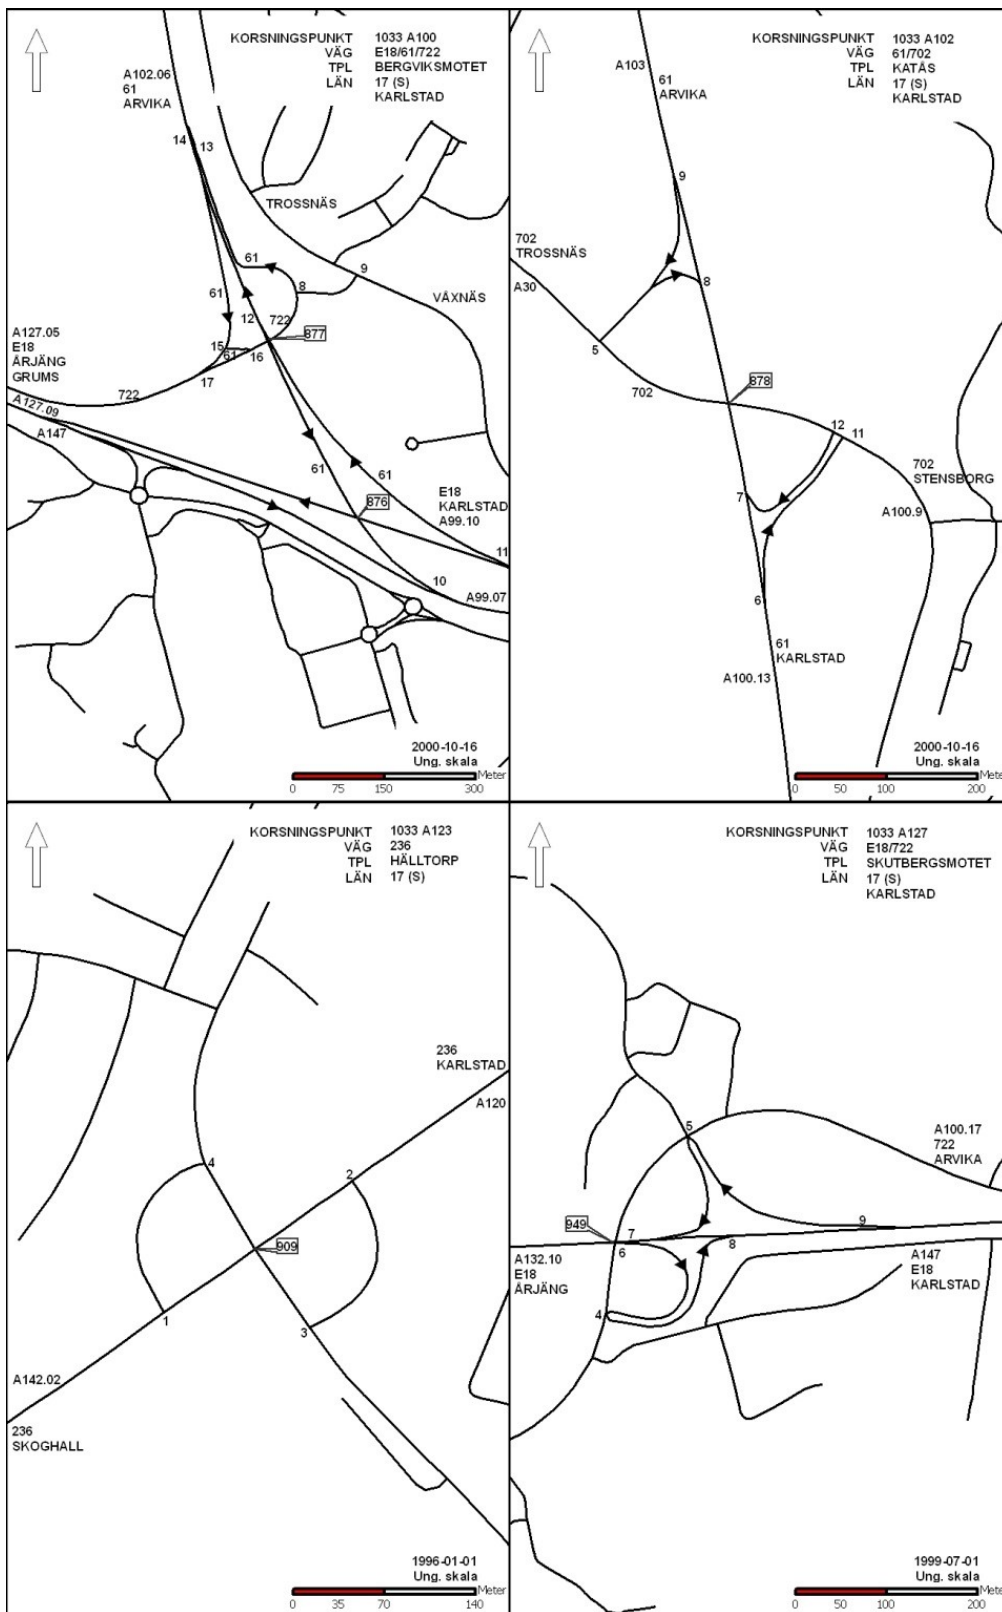 KORSNINGSPUNKT 1033 A100
VÄG E18/61/722
TPL BERGVIKSMOTET
LÄN 17 (S)
KARLSTAD
A102.06
61
ARVIKA
14
13
TROSSNÄS
61
9
8
VÄXNÄS
61
12
722
877
A127.05
E18
ÅRJÄNG
GRUMS
15
61
16
17
722
A127.09
A147
61
61
876
E18
KARLSTAD
A99.10
11
10
A99.07
2000-10-16
Ung. skala
Meter
0 75 150 300
KORSNINGSPUNKT 1033 A102
VÄG 61/702
TPL KATÅS
LÄN 17 (S)
KARLSTAD
A103
61
ARVIKA
9
702
TROSSNÄS
A30
8
5
878
702
12
11
702
STENSBORG
7
A100.9
6
61
KARLSTAD
A100.13
2000-10-16
Ung. skala
Meter
0 50 100 200
KORSNINGSPUNKT 1033 A123
VÄG 236
TPL HÄLLTORP
LÄN 17 (S)
236
KARLSTAD
A120
4
2
909
1
3
A142.02
236
SKOGHALL
1996-01-01
Ung. skala
Meter
0 35 70 140
KORSNINGSPUNKT 1033 A127
VÄG E18/722
TPL SKUTBERGSMOTET
LÄN 17 (S)
KARLSTAD
5
A100.17
722
ARVIKA
949
7
9
6
8
A132.10
E18
ÅRJÄNG
A147
E18
KARLSTAD
4
1999-07-01
Ung. skala
Meter
0 50 100 200